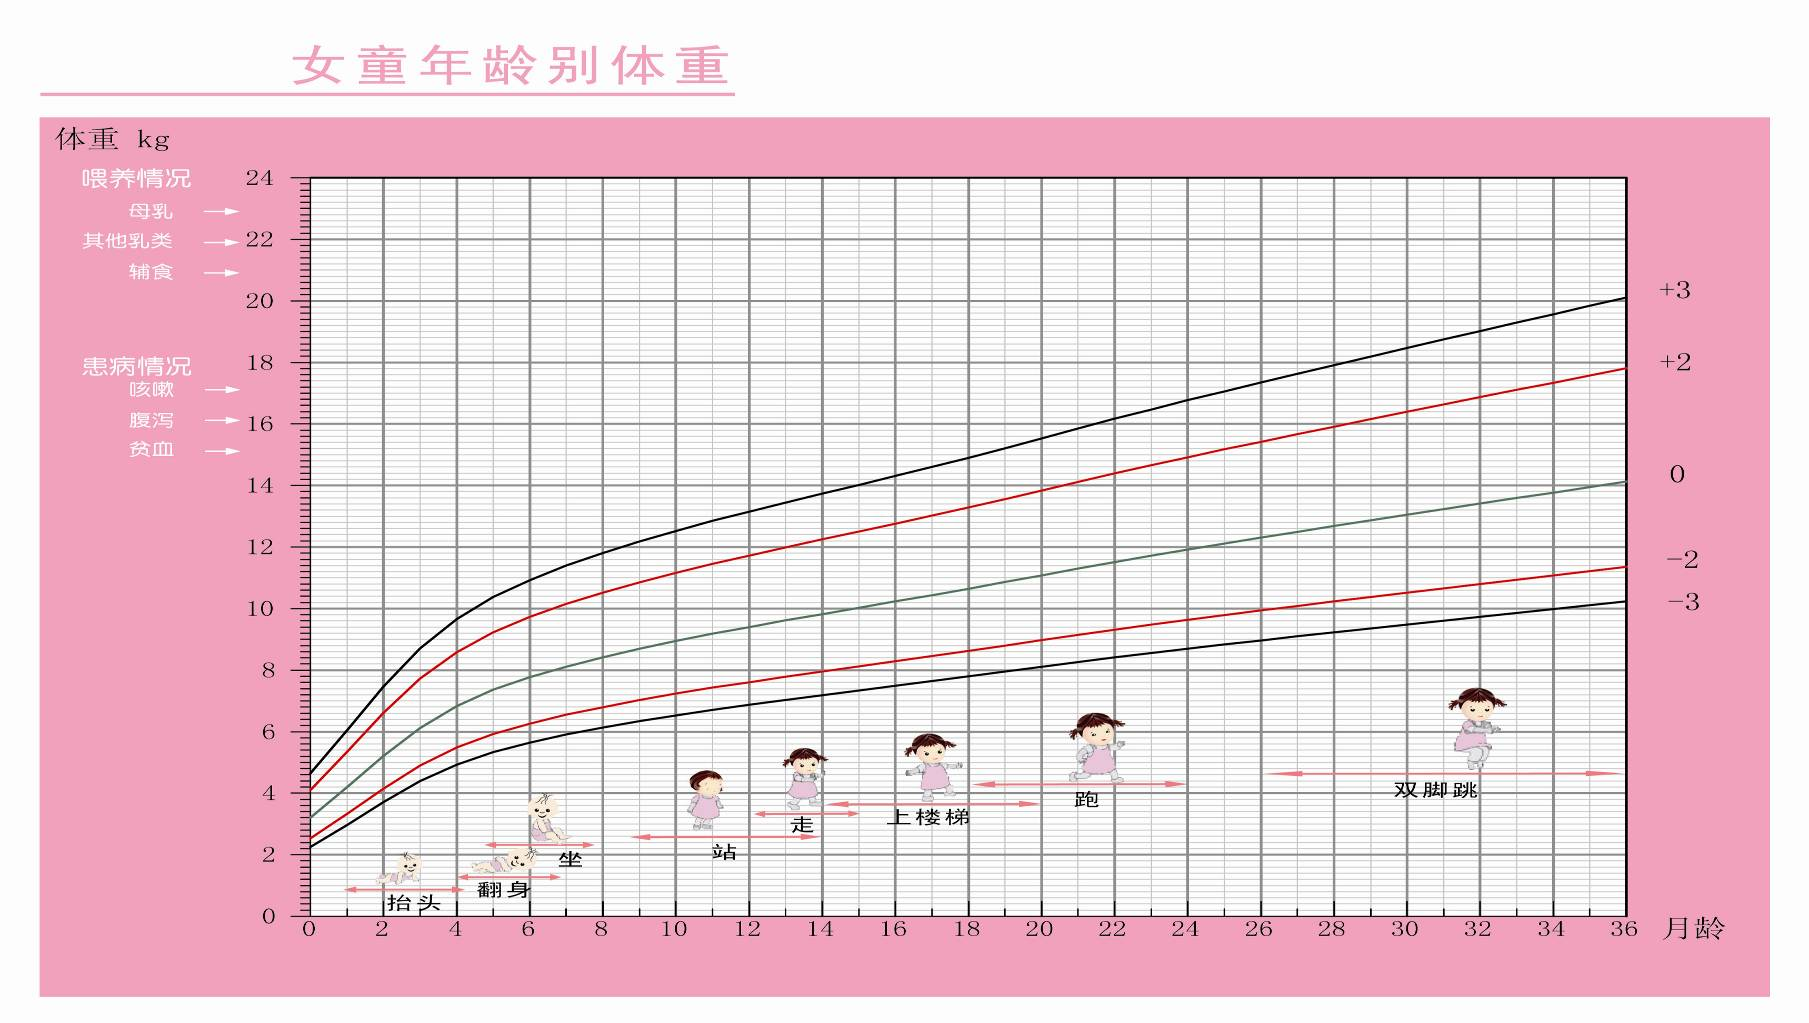 女童年龄别体重
体重 kg
喂养情况
母乳
其他乳类
辅食
患病情况
咳嗽
腹泻
贫血
24
22
20
18
16
14
12
10
8
6
4
2
0
+3
+2
0
−2
−3
抬头
翻身
坐
站
走
上楼梯
跑
双脚跳
0 2 4 6 8 10 12 14 16 18 20 22 24 26 28 30 32 34 36 月龄